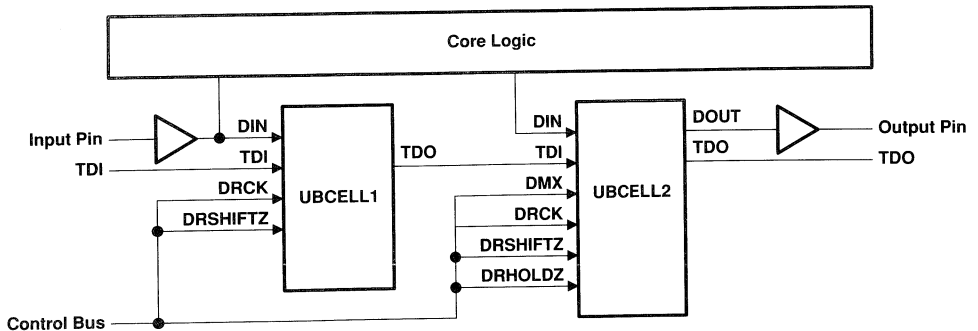 Core Logic
Input Pin
DIN
TDI
TDI
DRCK
DRSHIFTZ
UBCELL1
TDO
DIN
TDI
DMX
DRCK
DRSHIFTZ
DRHOLDZ
UBCELL2
DOUT
TDO
Output Pin
TDO
Control Bus